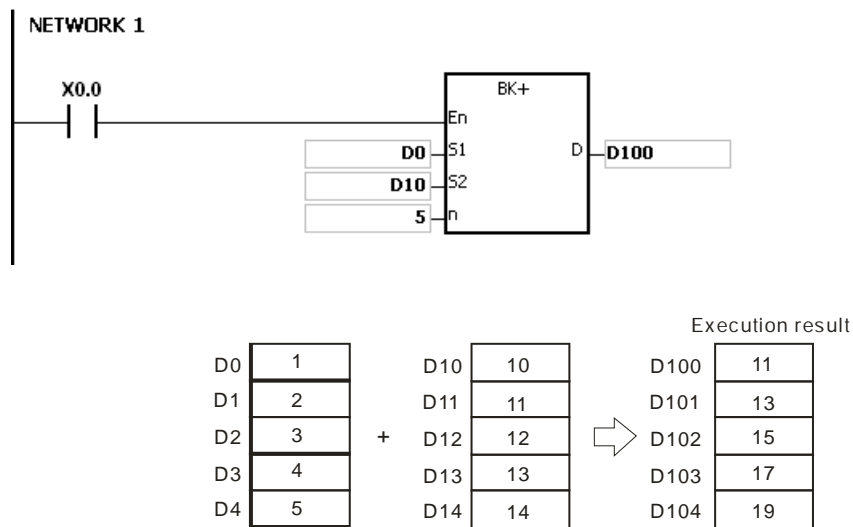 NETWORK 1
X0.0
BK+
En
D0 S1 D D100
D10 S2
5 n
Execution result
D0 1 D10 10 D100 11
D1 2 D11 11 D101 13
D2 3 + D12 12 D102 15
D3 4 D13 13 D103 17
D4 5 D14 14 D104 19